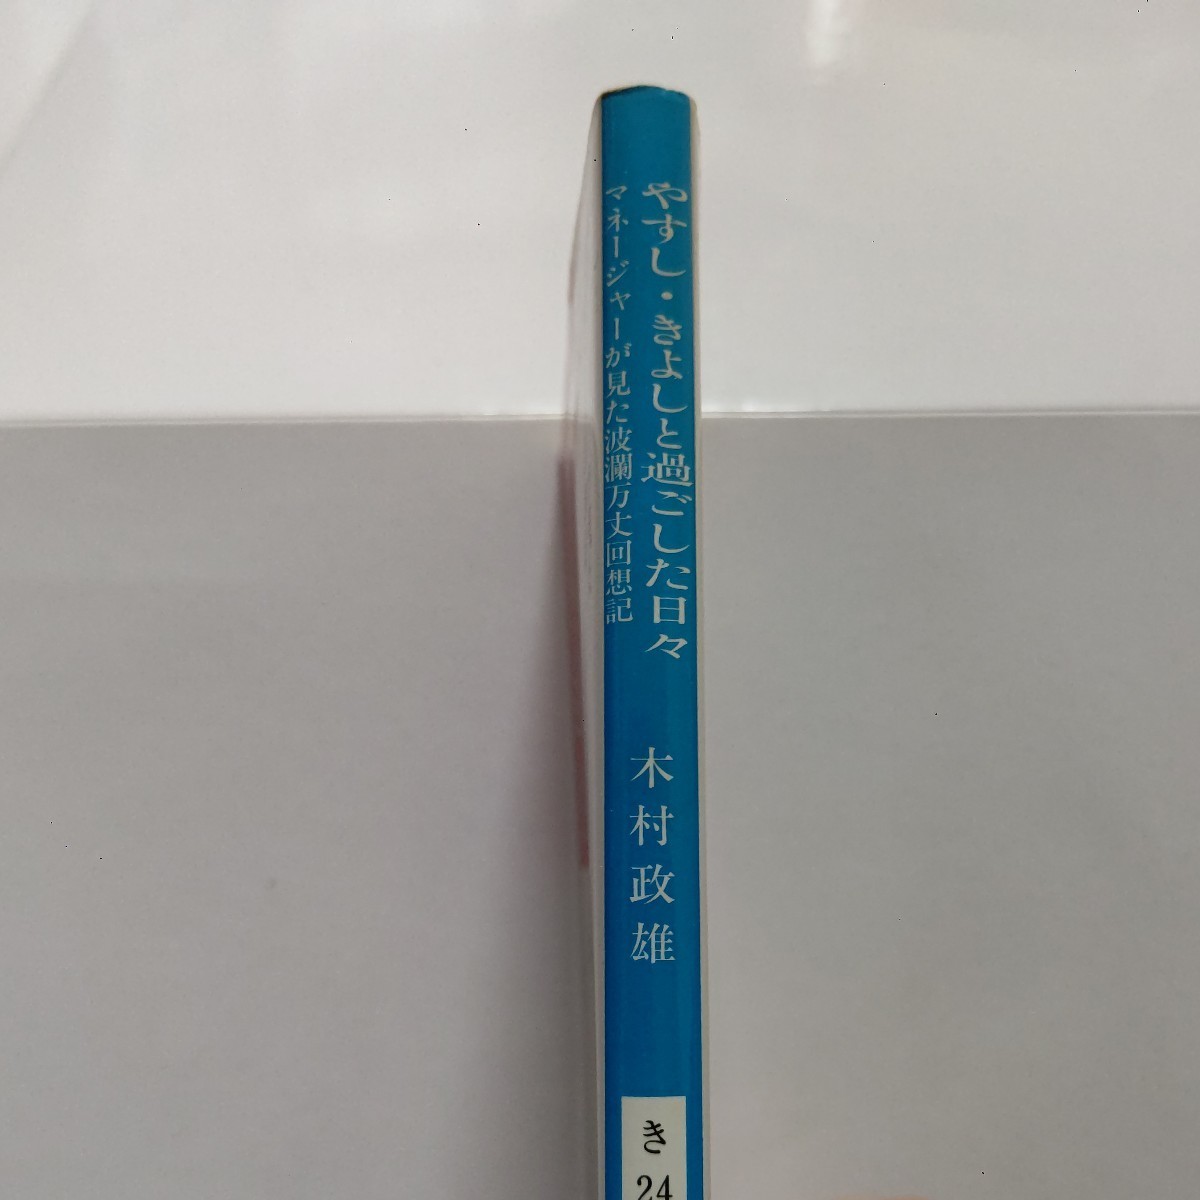 やすし・きよしと過ごした日々
マネージャーが見た波瀾万丈回想記
木村政雄
き
24